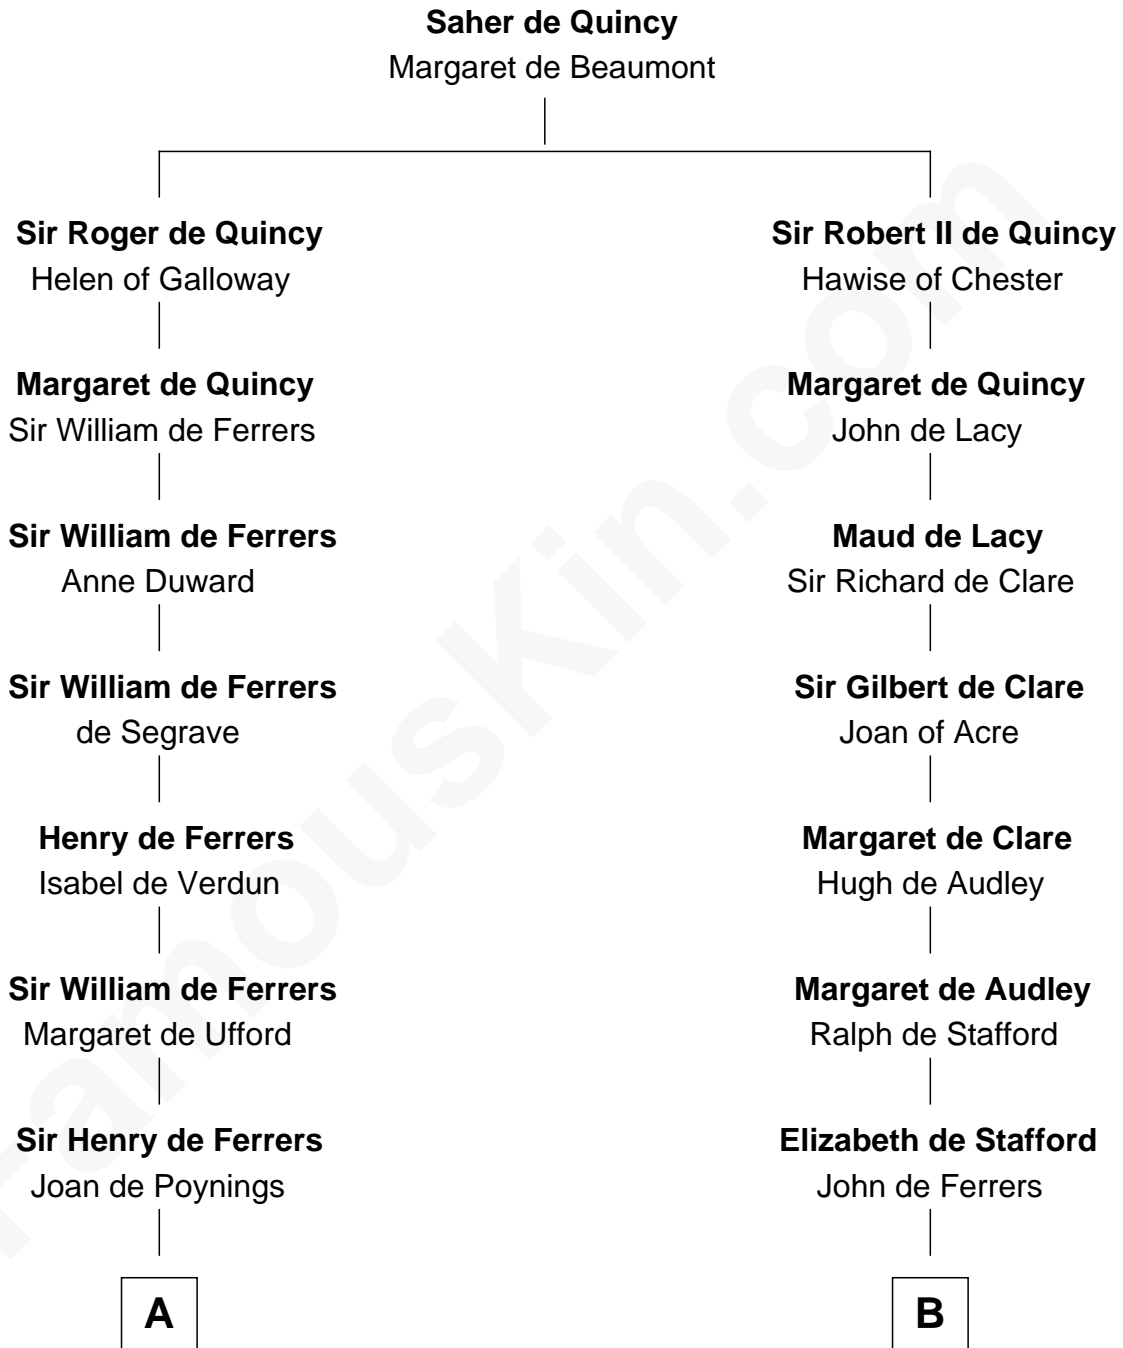 Saher de Quincy
Margaret de Beaumont
Sir Roger de Quincy
Helen of Galloway
Margaret de Quincy
Sir William de Ferrers
Sir William de Ferrers
Anne Duward
Sir William de Ferrers
de Segrave
Henry de Ferrers
Isabel de Verdun
Sir William de Ferrers
Margaret de Ufford
Sir Henry de Ferrers
Joan de Poynings
A
Sir Robert II de Quincy
Hawise of Chester
Margaret de Quincy
John de Lacy
Maud de Lacy
Sir Richard de Clare
Sir Gilbert de Clare
Joan of Acre
Margaret de Clare
Hugh de Audley
Margaret de Audley
Ralph de Stafford
Elizabeth de Stafford
John de Ferrers
B
FamousKin.com